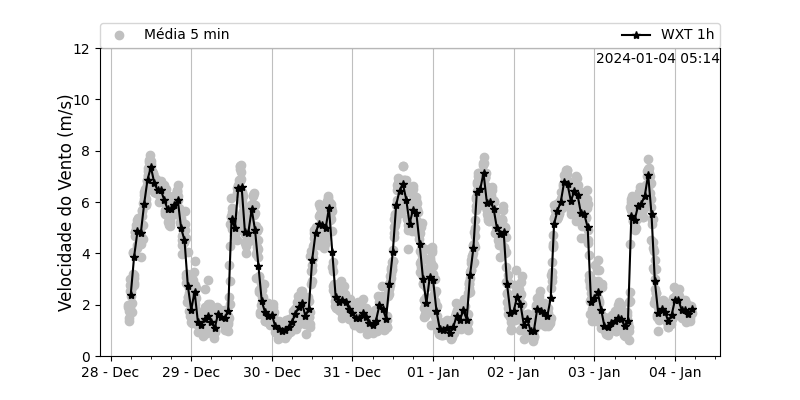 Média 5 min
WXT 1h
2024-01-04 05:14
Velocidade do Vento (m/s)
12
10
8
6
4
2
0
28 - Dec
29 - Dec
30 - Dec
31 - Dec
01 - Jan
02 - Jan
03 - Jan
04 - Jan